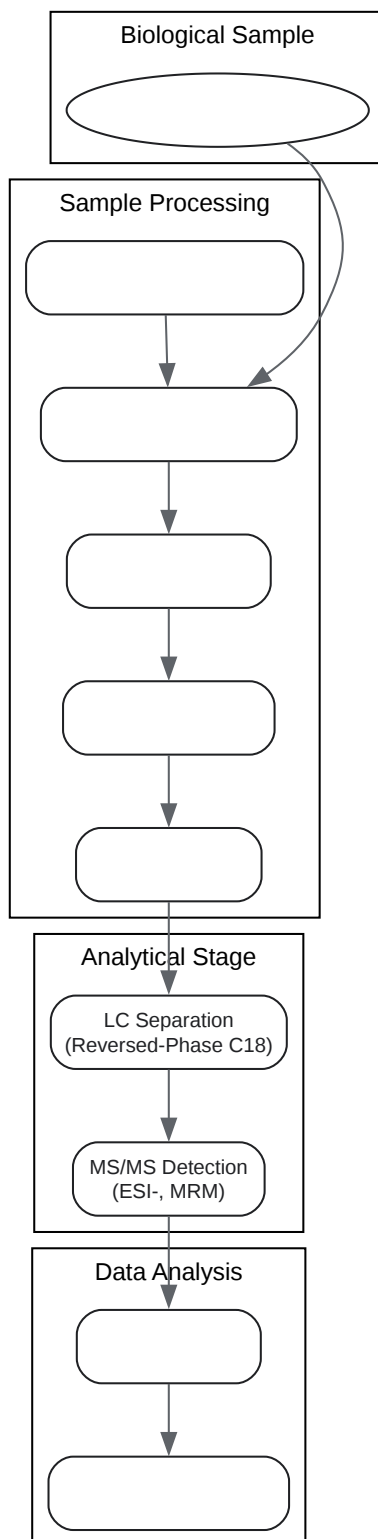 Biological Sample
Sample Processing
Analytical Stage
LC Separation
(Reversed-Phase C18)
MS/MS Detection
(ESI-, MRM)
Data Analysis